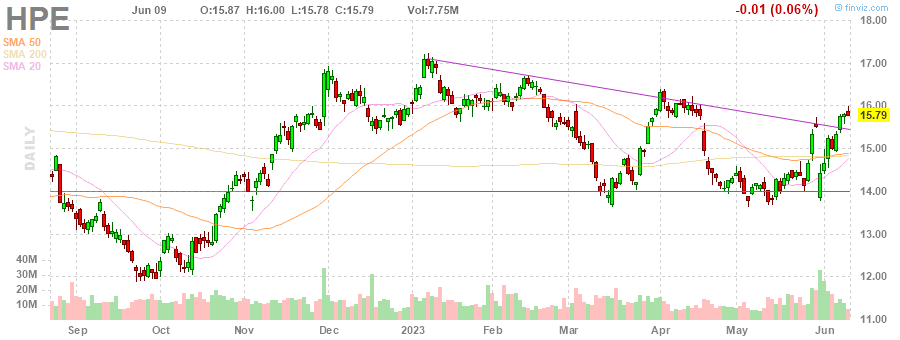 HPE
Jun 09 O:15.87 H:16.00 L:15.78 C:15.79 Vol:7.75M -0.01 (0.06%)
finviz.com
SMA 50
SMA 200
SMA 20
DAILY
18.00
17.00
16.00
15.79
15.00
14.00
13.00
12.00
11.00
40M
30M
20M
10M
Sep Oct Nov Dec 2023 Feb Mar Apr May Jun